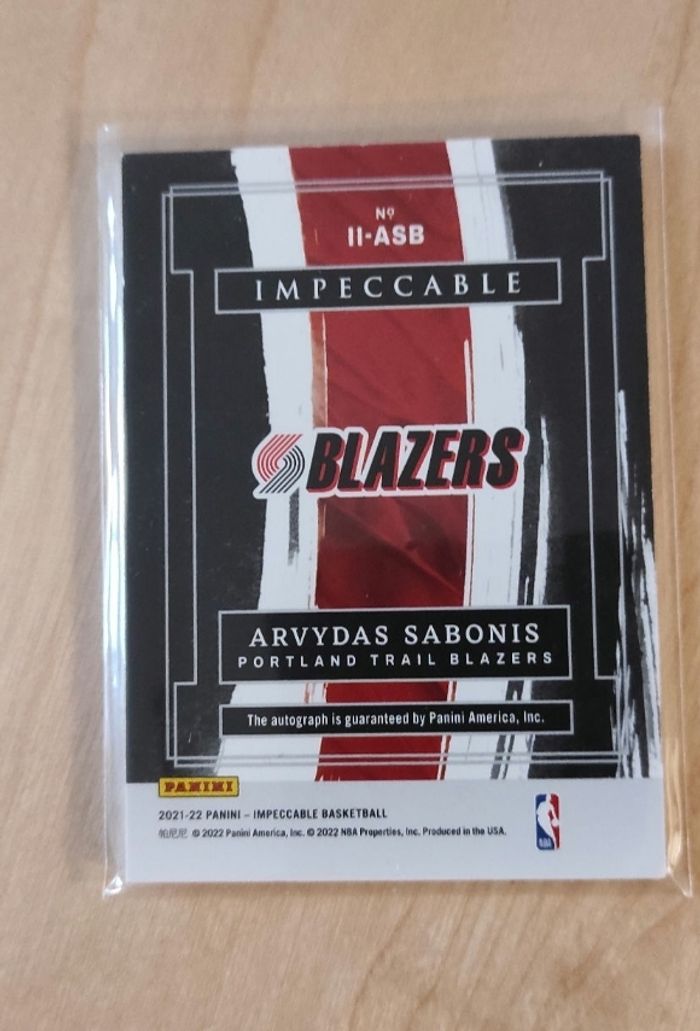 Nº
II-ASB
IMPECCABLE
BLAZERS
ARVYDAS SABONIS
PORTLAND TRAIL BLAZERS
The autograph is guaranteed by Panini America, Inc.
PANINI
2021-22 PANINI – IMPECCABLE BASKETBALL
帕尼尼 © 2022 Panini America, Inc. © 2022 NBA Properties, Inc. Produced in the USA.
NBA